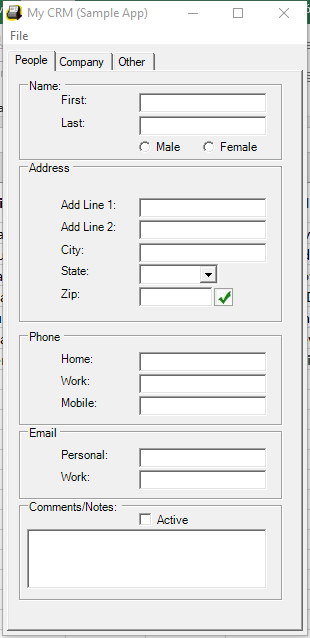 My CRM (Sample App)
File
People Company Other
Name:
First:
Last:
Male Female
Address
Add Line 1:
Add Line 2:
City:
State:
Zip:
Phone
Home:
Work:
Mobile:
Email
Personal:
Work:
Comments/Notes:
Active